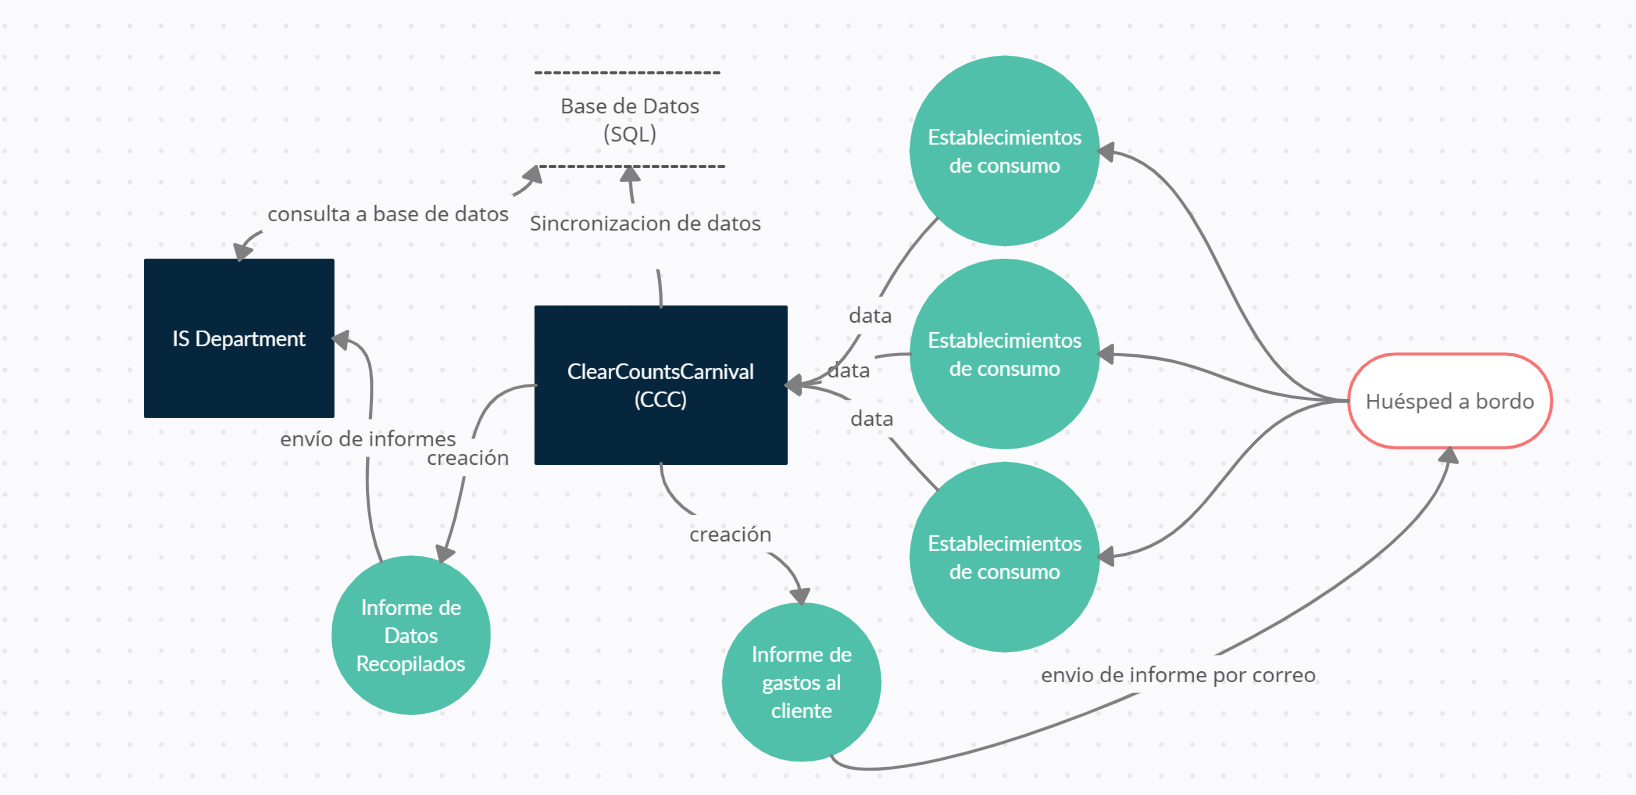 Base de Datos
(SQL)
consulta a base de datos
Sincronizacion de datos
IS Department
ClearCountsCarnival
(CCC)
Establecimientos
de consumo
data
Establecimientos
de consumo
data
data
Establecimientos
de consumo
Huésped a bordo
envío de informes
creación
creación
Informe de
Datos
Recopilados
Informe de
gastos al
cliente
envio de informe por correo